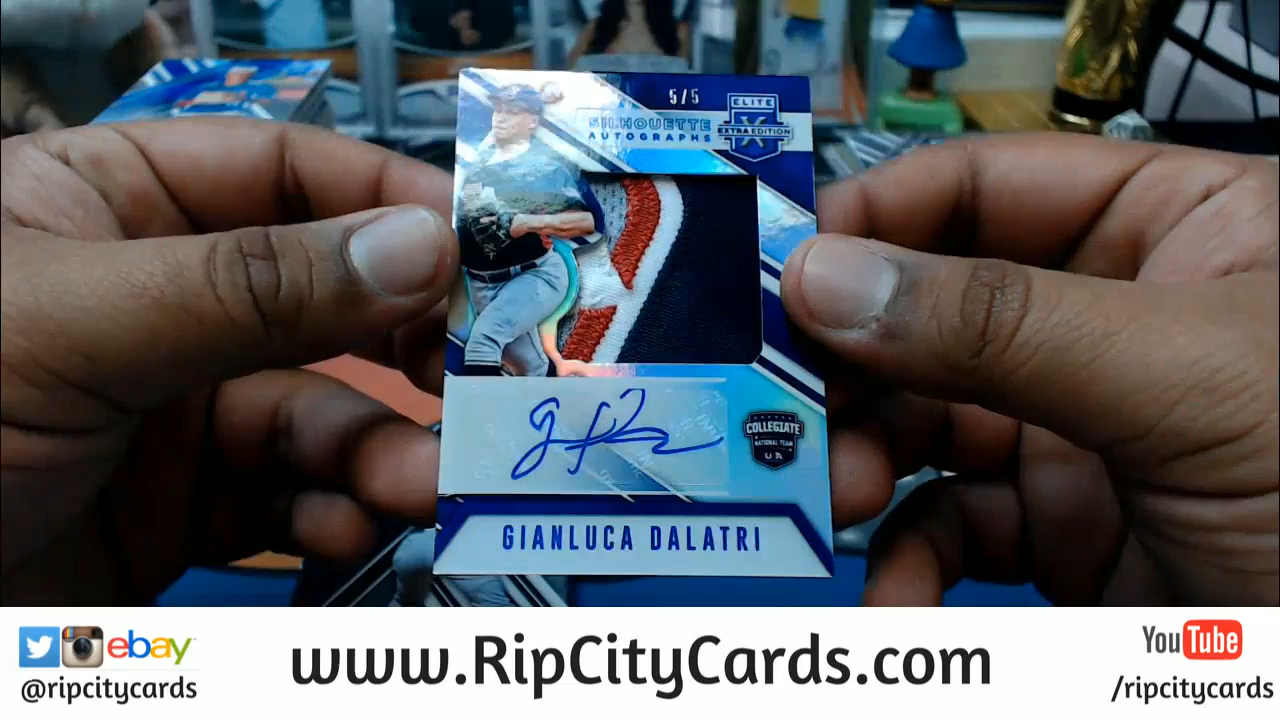 5/5
ELITE
SILHOUETTE
X
EXTRA EDITION
AUTOGRAPHS
COLLEGIATE
NATIONAL TEAM
GIANLUCA DALATRI
ebay
www.RipCityCards.com
YouTube
@ripcitycards
/ripcitycards